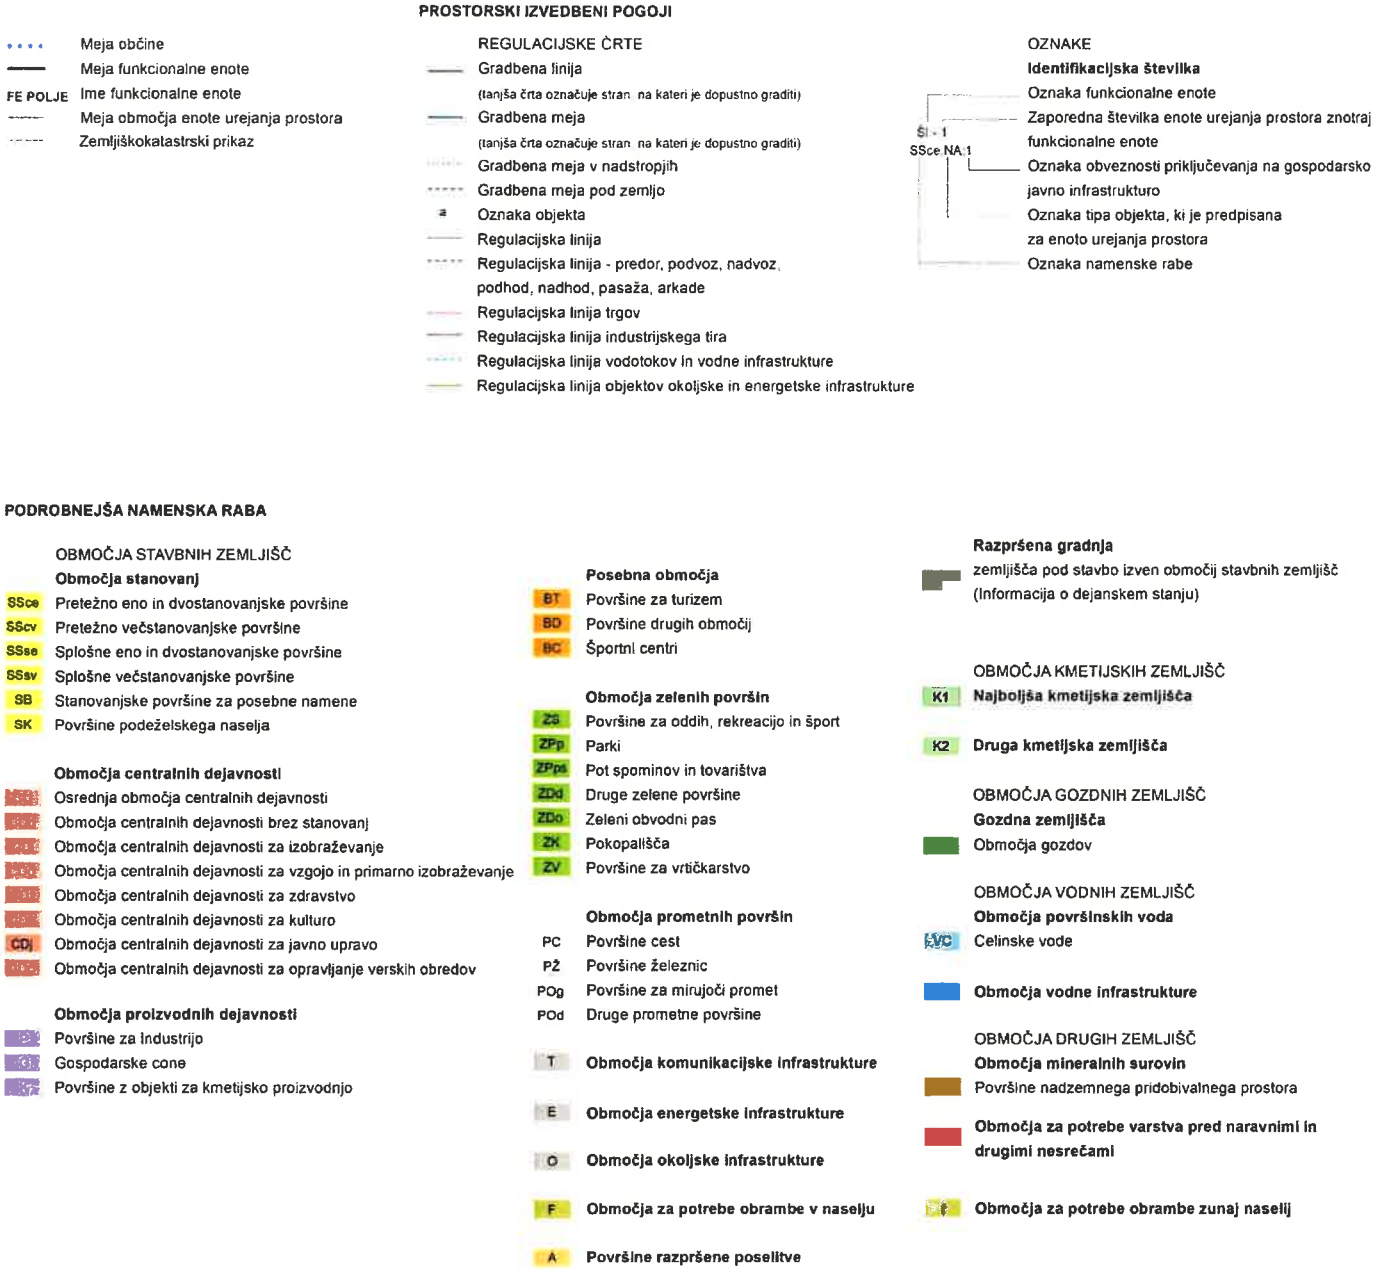 PROSTORSKI IZVEDBENI POGOJI
Meja občine
Meja funkcionalne enote
FE POLJE Ime funkcionalne enote
Meja območja enote urejanja prostora
Zemljiškokatastrski prikaz
REGULACIJSKE ČRTE
Gradbena linija
(tanjša črta označuje stran na kateri je dopustno graditi)
Gradbena meja
(tanjša črta označuje stran na kateri je dopustno graditi)
Gradbena meja v nadstropjih
Gradbena meja pod zemljo
a Oznaka objekta
Regulacijska linija
Regulacijska linija - predor, podvoz, nadvoz,
podhod, nadhod, pasaža, arkade
Regulacijska linija trgov
Regulacijska linija industrijskega tira
Regulacijska linija vodotokov in vodne infrastrukture
Regulacijska linija objektov okoljske in energetske infrastrukture
OZNAKE
Identifikacijska številka
Oznaka funkcionalne enote
Zaporedna številka enote urejanja prostora znotraj
funkcionalne enote
ŠI - 1
SSce NA 1
Oznaka obveznosti priključevanja na gospodarsko
javno infrastrukturo
Oznaka tipa objekta, ki je predpisana
za enoto urejanja prostora
Oznaka namenske rabe
PODROBNEJŠA NAMENSKA RABA
OBMOČJA STAVBNIH ZEMLJIŠČ
Območja stanovanj
SSce Pretežno eno in dvostanovanjske površine
SScv Pretežno večstanovanjske površine
SSse Splošne eno in dvostanovanjske površine
SSsv Splošne večstanovanjske površine
SB Stanovanjske površine za posebne namene
SK Površine podeželskega naselja
Območja centralnih dejavnosti
Osrednja območja centralnih dejavnosti
Območja centralnih dejavnosti brez stanovanj
Območja centralnih dejavnosti za izobraževanje
Območja centralnih dejavnosti za vzgojo in primarno izobraževanje
Območja centralnih dejavnosti za zdravstvo
Območja centralnih dejavnosti za kulturo
CDj Območja centralnih dejavnosti za javno upravo
Območja centralnih dejavnosti za opravljanje verskih obredov
Območja proizvodnih dejavnosti
Površine za industrijo
Gospodarske cone
Površine z objekti za kmetijsko proizvodnjo
Posebna območja
BT Površine za turizem
BD Površine drugih območij
BC Športni centri
Območja zelenih površin
ZS Površine za oddih, rekreacijo in šport
ZPp Parki
ZPps Pot spominov in tovarištva
ZDd Druge zelene površine
ZDo Zeleni obvodni pas
ZK Pokopališča
ZV Površine za vrtičkarstvo
Območja prometnih površin
PC Površine cest
PŽ Površine železnic
POg Površine za mirujoči promet
POd Druge prometne površine
T Območja komunikacijske infrastrukture
E Območja energetske infrastrukture
O Območja okoljske infrastrukture
F Območja za potrebe obrambe v naselju
A Površine razpršene poselitve
Razpršena gradnja
zemljišča pod stavbo izven območij stavbnih zemljišč
(Informacija o dejanskem stanju)
OBMOČJA KMETIJSKIH ZEMLJIŠČ
K1 Najboljša kmetijska zemljišča
K2 Druga kmetijska zemljišča
OBMOČJA GOZDNIH ZEMLJIŠČ
Gozdna zemljišča
Območja gozdov
OBMOČJA VODNIH ZEMLJIŠČ
Območja površinskih voda
VC Celinske vode
Območja vodne infrastrukture
OBMOČJA DRUGIH ZEMLJIŠČ
Območja mineralnih surovin
Površine nadzemnega pridobivalnega prostora
Območja za potrebe varstva pred naravnimi in
drugimi nesrečami
Območja za potrebe obrambe zunaj naselij